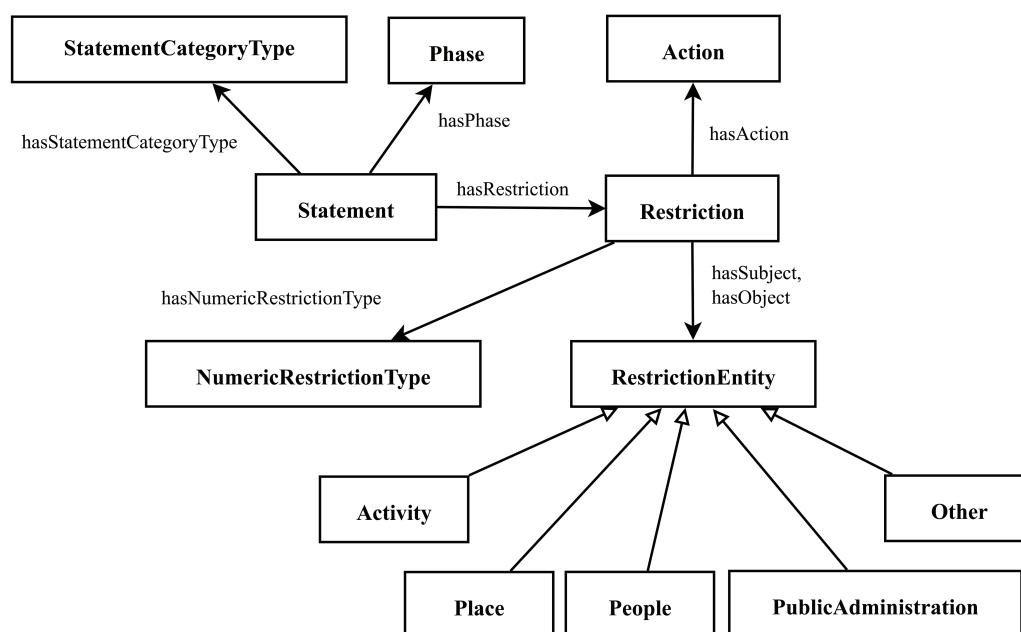 StatementCategoryType
Phase
Action
hasStatementCategoryType
hasPhase
hasAction
Statement
hasRestriction
Restriction
hasNumericRestrictionType
hasSubject,
hasObject
NumericRestrictionType
RestrictionEntity
Activity
Other
Place
People
PublicAdministration